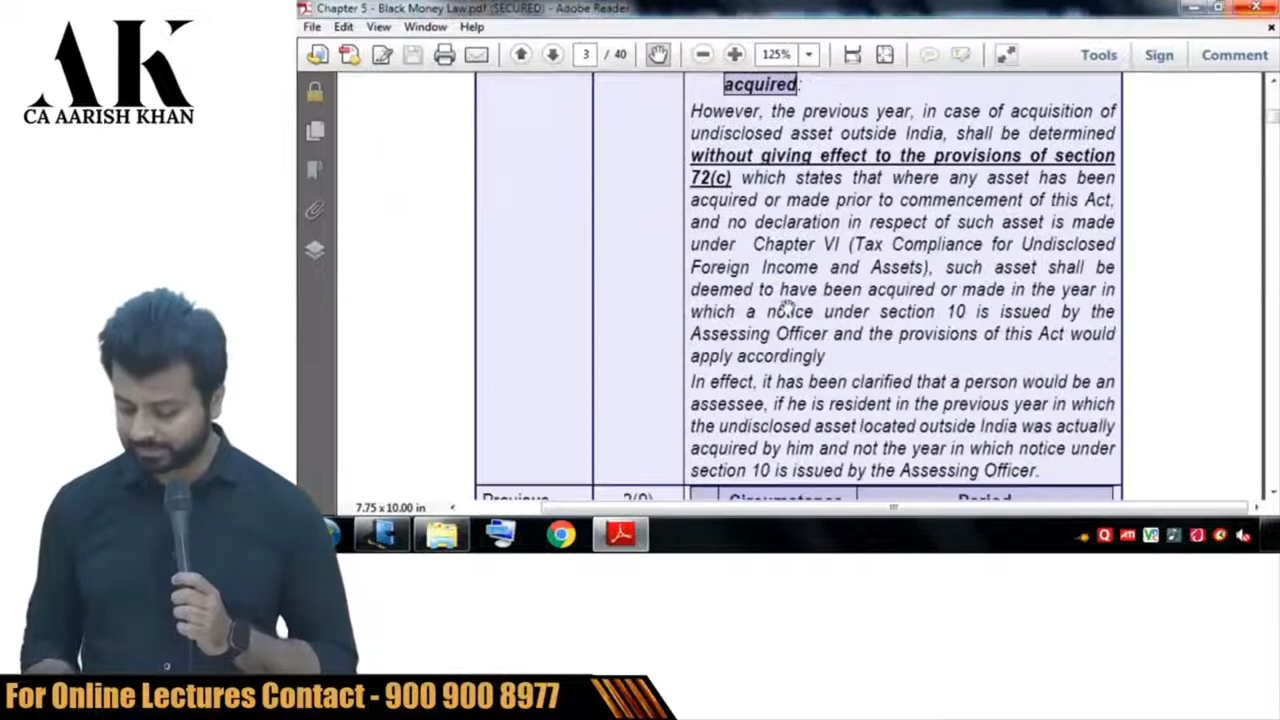 AK
CA AARISH KHAN
Chapter 5 - Black Money Law.pdf (SECURED) - Adobe Reader
File Edit View Window Help
3 / 40 125% Tools Sign Comment
acquired:
However, the previous year, in case of acquisition of
undisclosed asset outside India, shall be determined
without giving effect to the provisions of section
72(c) which states that where any asset has been
acquired or made prior to commencement of this Act,
and no declaration in respect of such asset is made
under Chapter VI (Tax Compliance for Undisclosed
Foreign Income and Assets), such asset shall be
deemed to have been acquired or made in the year in
which a notice under section 10 is issued by the
Assessing Officer and the provisions of this Act would
apply accordingly
In effect, it has been clarified that a person would be an
assessee, if he is resident in the previous year in which
the undisclosed asset located outside India was actually
acquired by him and not the year in which notice under
section 10 is issued by the Assessing Officer.
Previous 2(9) Circumstance Period
7.75 x 10.00 in
For Online Lectures Contact - 900 900 8977